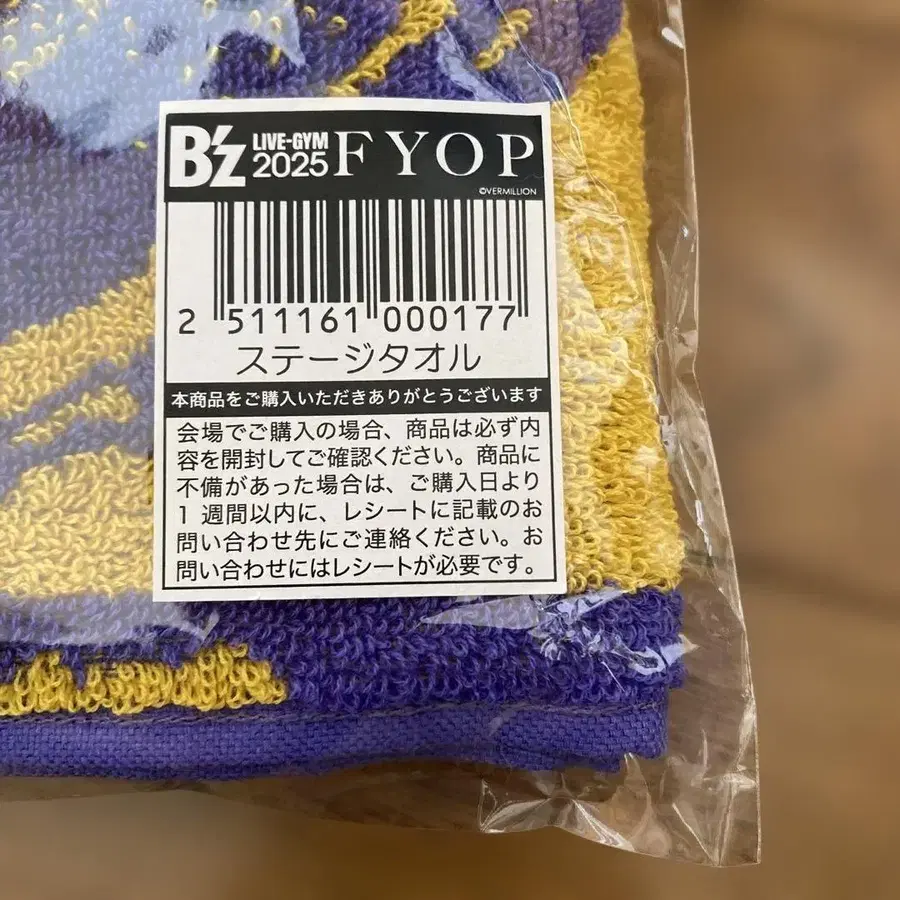 B'z LIVE-GYM 2025 FYOP
©VERMILLION
2 511161 000177
ステージタオル
本商品をご購入いただきありがとうございます
会場でご購入の場合、商品は必ず内
容を開封してご確認ください。商品に
不備があった場合は、ご購入日より
1 週間以内に、レシートに記載のお
問い合わせ先にご連絡ください。お
問い合わせにはレシートが必要です。